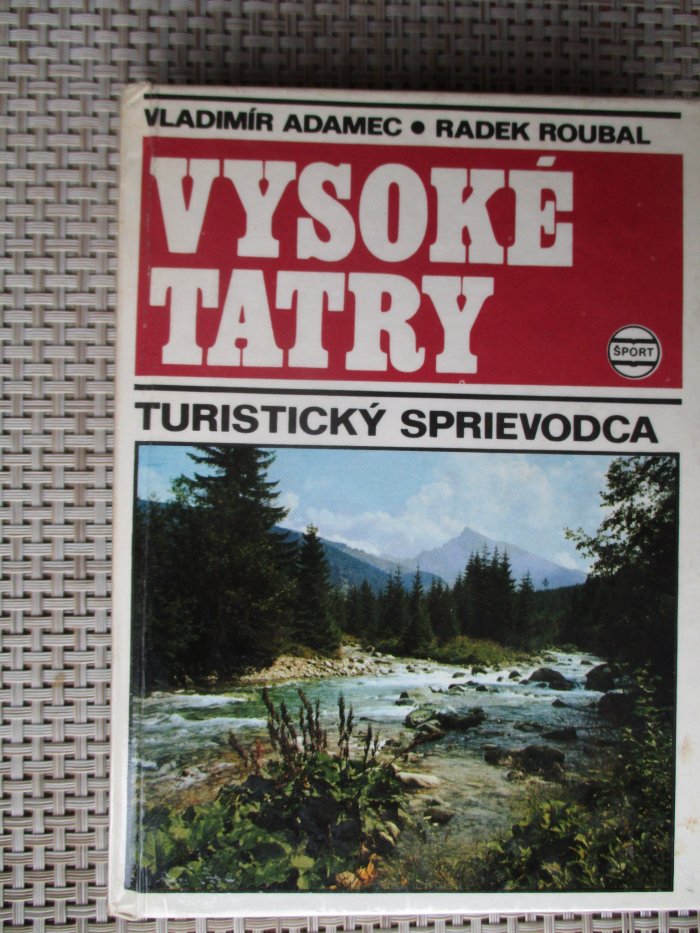 VLADIMÍR ADAMEC • RADEK ROUBAL
VYSOKÉ
TATRY
ŠPORT
TURISTICKÝ SPRIEVODCA